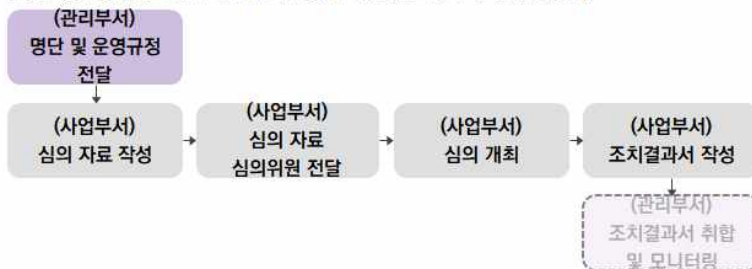 (관리부서)
명단 및 운영규정
전달
(사업부서)
심의 자료 작성
(사업부서)
심의 자료
심의위원 전달
(사업부서)
심의 개최
(사업부서)
조치결과서 작성
(관리부서)
조치결과서 취합
및 모니터링